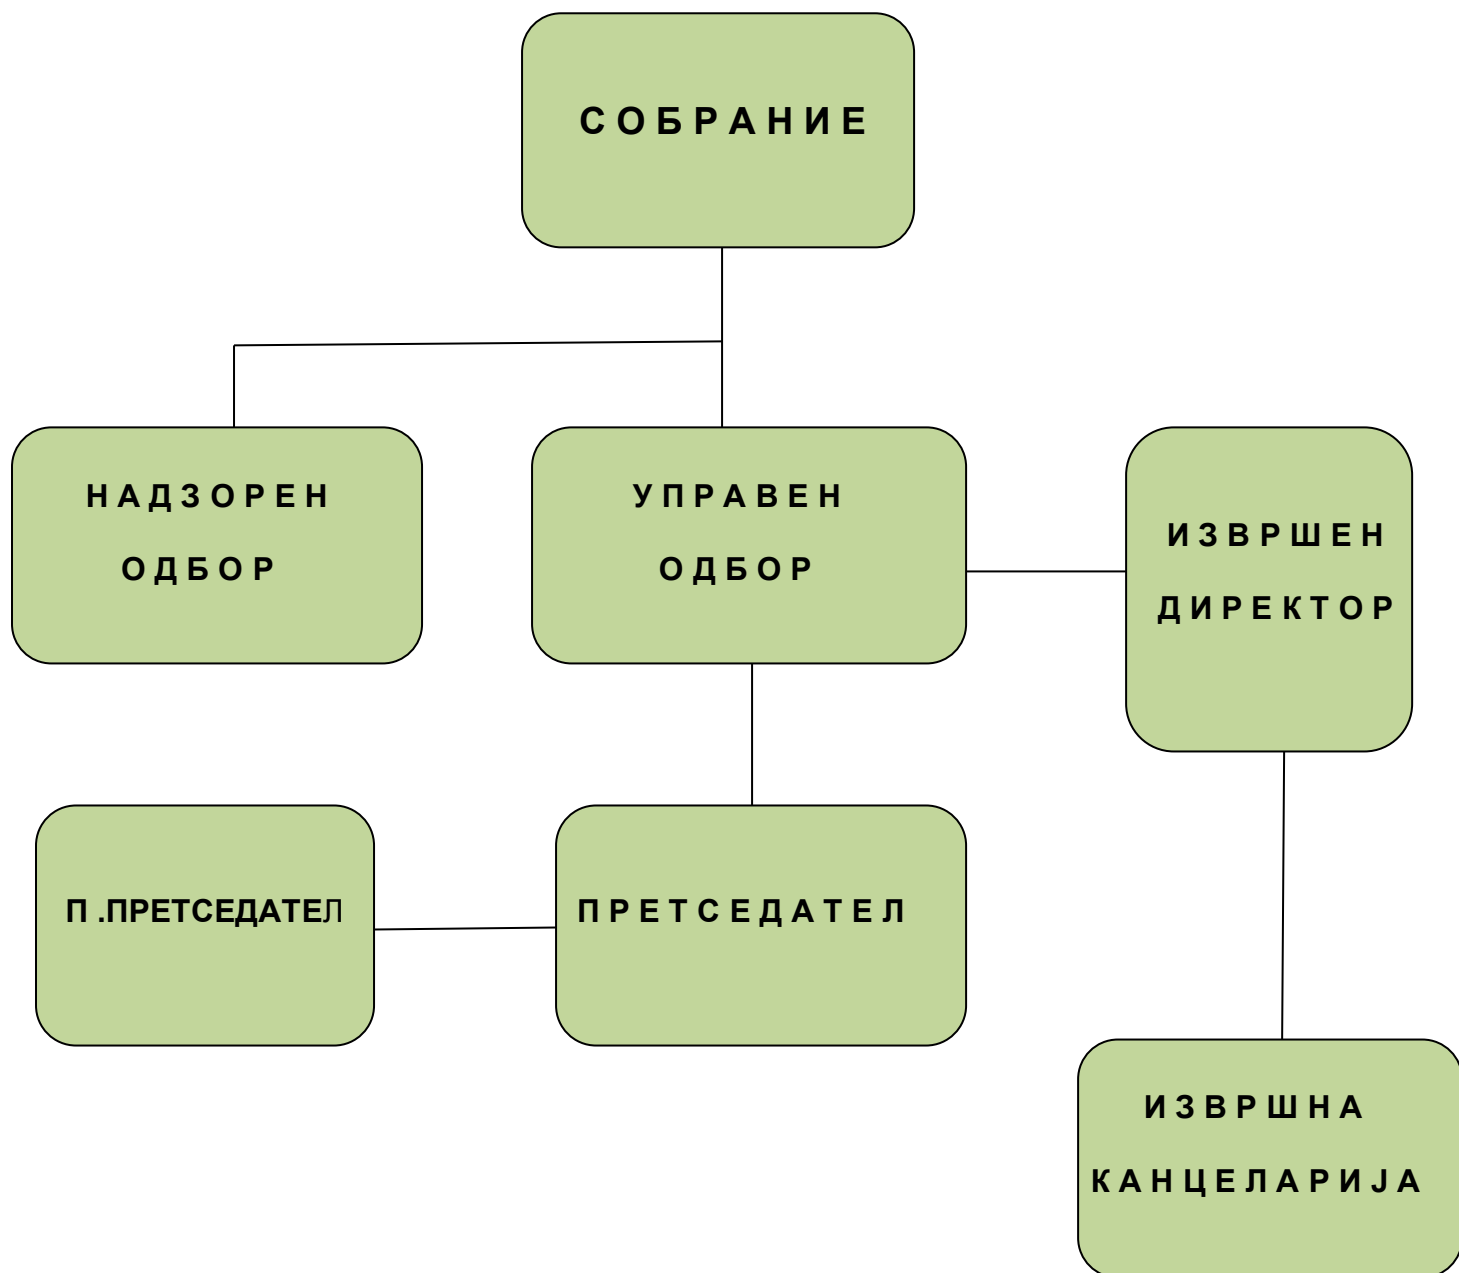 СОБРАНИЕ
НАДЗОРЕН
ОДБОР
УПРАВЕН
ОДБОР
ИЗВРШЕН
ДИРЕКТОР
П .ПРЕТСЕДАТЕЛ
ПРЕТСЕДАТЕЛ
ИЗВРШНА
КАНЦЕЛАРИЈА